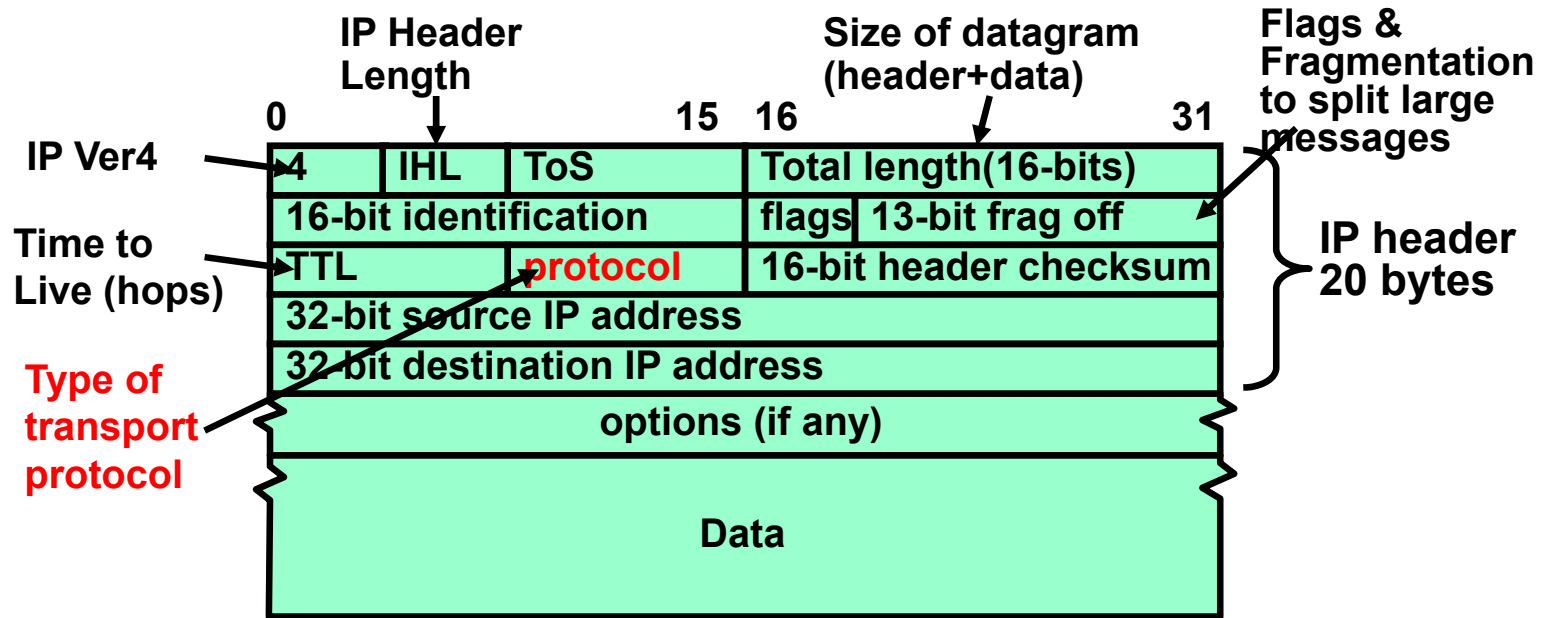 IP Header
Length
Size of datagram
(header+data)
Flags &
Fragmentation
to split large
messages
0
15
16
31
IP Ver4
4
IHL
ToS
Total length(16-bits)
16-bit identification
flags
13-bit frag off
Time to
Live (hops)
TTL
protocol
16-bit header checksum
IP header
20 bytes
32-bit source IP address
32-bit destination IP address
Type of
transport
protocol
options (if any)
Data